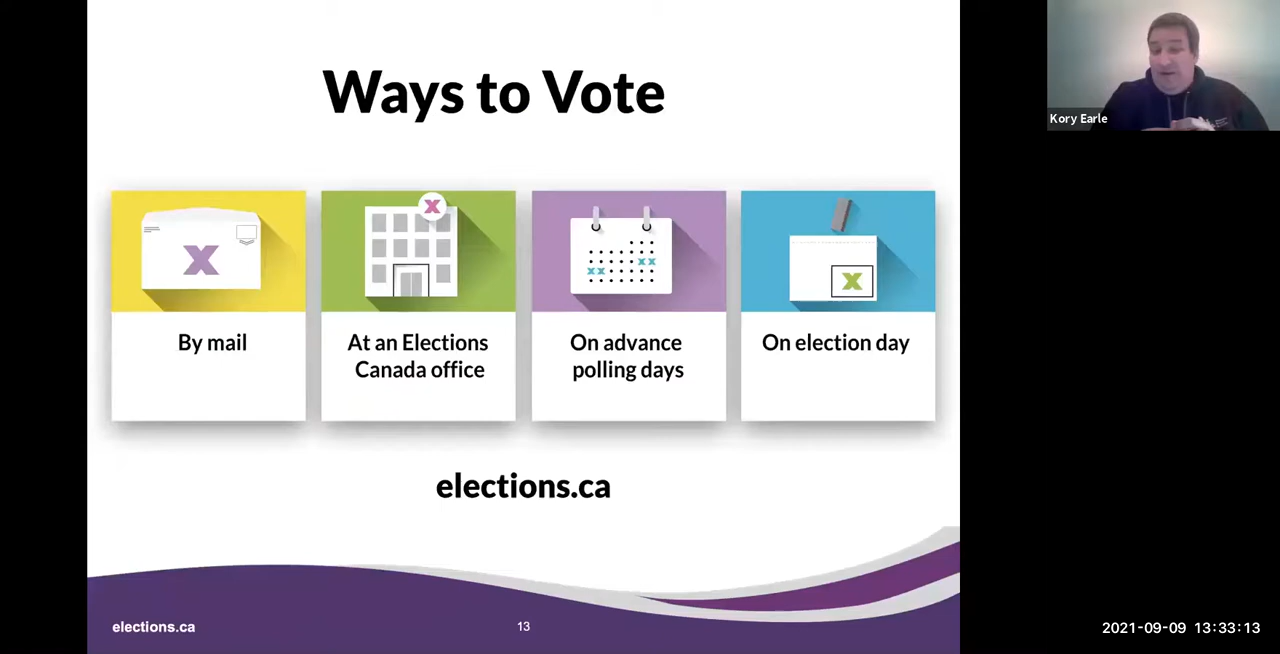 Ways to Vote
By mail
At an Elections
Canada office
On advance
polling days
On election day
elections.ca
elections.ca
13
Kory Earle
2021-09-09 13:33:13